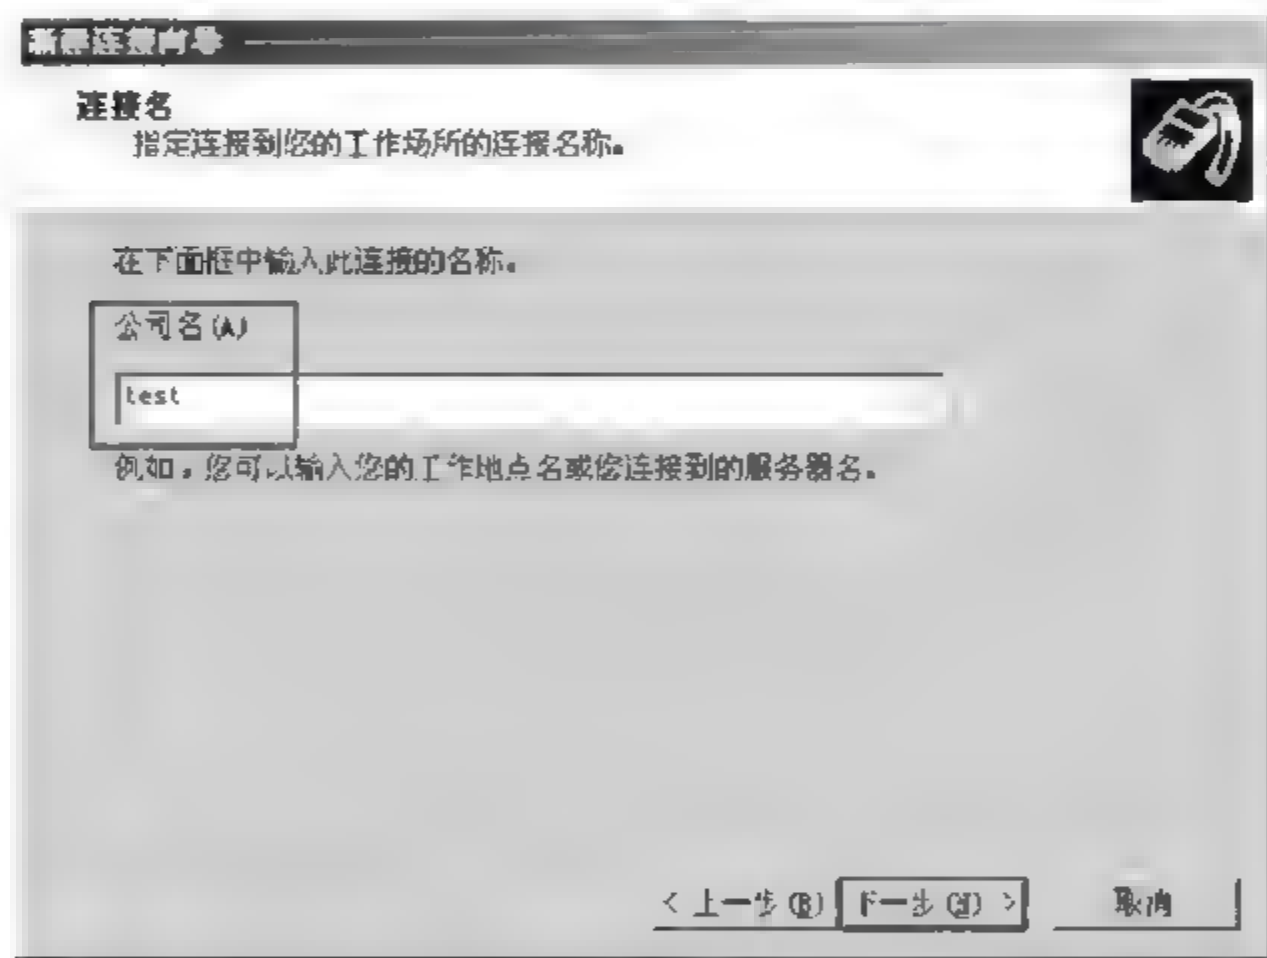 新建连接向导
连接名
指定连接到您的工作场所的连接名称。
在下面框中输入此连接的名称。
公司名(A)
test
例如，您可以输入您的工作地点名或您连接到的服务器名。
< 上一步(B) 下一步(N) > 取消